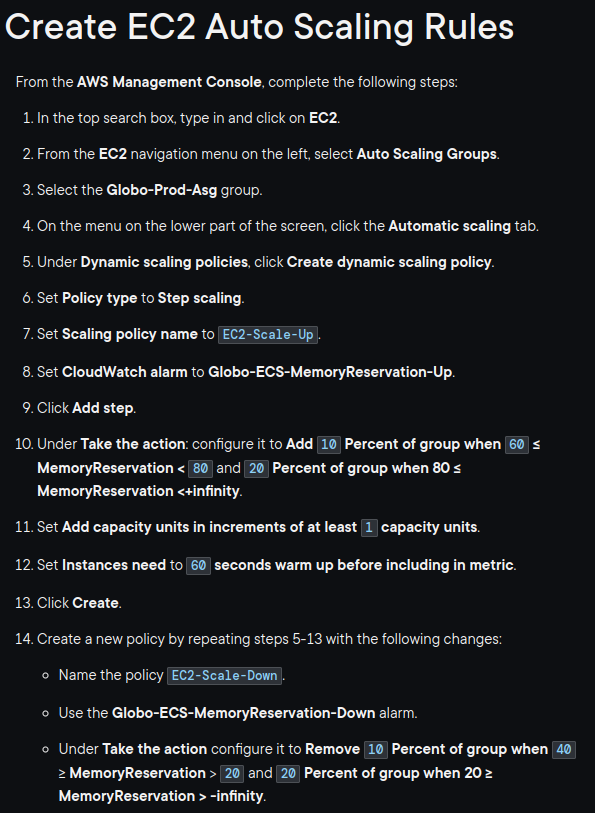 Create EC2 Auto Scaling Rules
From the AWS Management Console, complete the following steps:
1. In the top search box, type in and click on EC2.
2. From the EC2 navigation menu on the left, select Auto Scaling Groups.
3. Select the Globo-Prod-Asg group.
4. On the menu on the lower part of the screen, click the Automatic scaling tab.
5. Under Dynamic scaling policies, click Create dynamic scaling policy.
6. Set Policy type to Step scaling.
7. Set Scaling policy name to EC2-Scale-Up.
8. Set CloudWatch alarm to Globo-ECS-MemoryReservation-Up.
9. Click Add step.
10. Under Take the action: configure it to Add 10 Percent of group when 60 ≤
MemoryReservation < 80 and 20 Percent of group when 80 ≤
MemoryReservation <+infinity.
11. Set Add capacity units in increments of at least 1 capacity units.
12. Set Instances need to 60 seconds warm up before including in metric.
13. Click Create.
14. Create a new policy by repeating steps 5-13 with the following changes:
○ Name the policy EC2-Scale-Down.
○ Use the Globo-ECS-MemoryReservation-Down alarm.
○ Under Take the action configure it to Remove 10 Percent of group when 40
≥ MemoryReservation > 20 and 20 Percent of group when 20 ≥
MemoryReservation > -infinity.